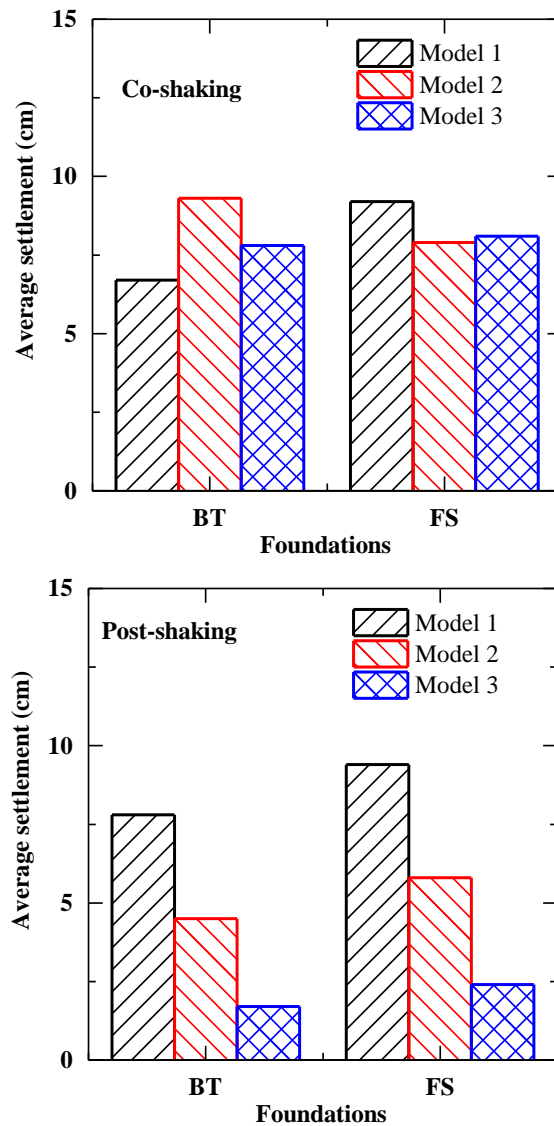 15
Co-shaking
Model 1
Model 2
Model 3
10
5
0
Average settlement (cm)
BT
FS
Foundations
15
Post-shaking
Model 1
Model 2
Model 3
10
5
0
Average settlement (cm)
BT
FS
Foundations